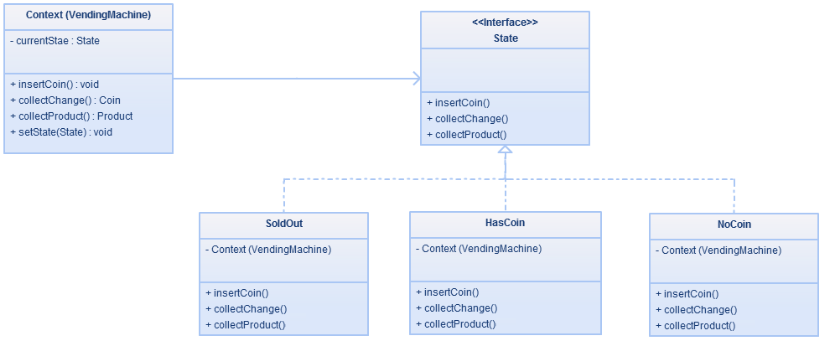 Context (VendingMachine)
- currentStae : State
+ insertCoin() : void
+ collectChange() : Coin
+ collectProduct() : Product
+ setState(State) : void
<<Interface>>
State
+ insertCoin()
+ collectChange()
+ collectProduct()
SoldOut
- Context (VendingMachine)
+ insertCoin()
+ collectChange()
+ collectProduct()
HasCoin
- Context (VendingMachine)
+ insertCoin()
+ collectChange()
+ collectProduct()
NoCoin
- Context (VendingMachine)
+ insertCoin()
+ collectChange()
+ collectProduct()